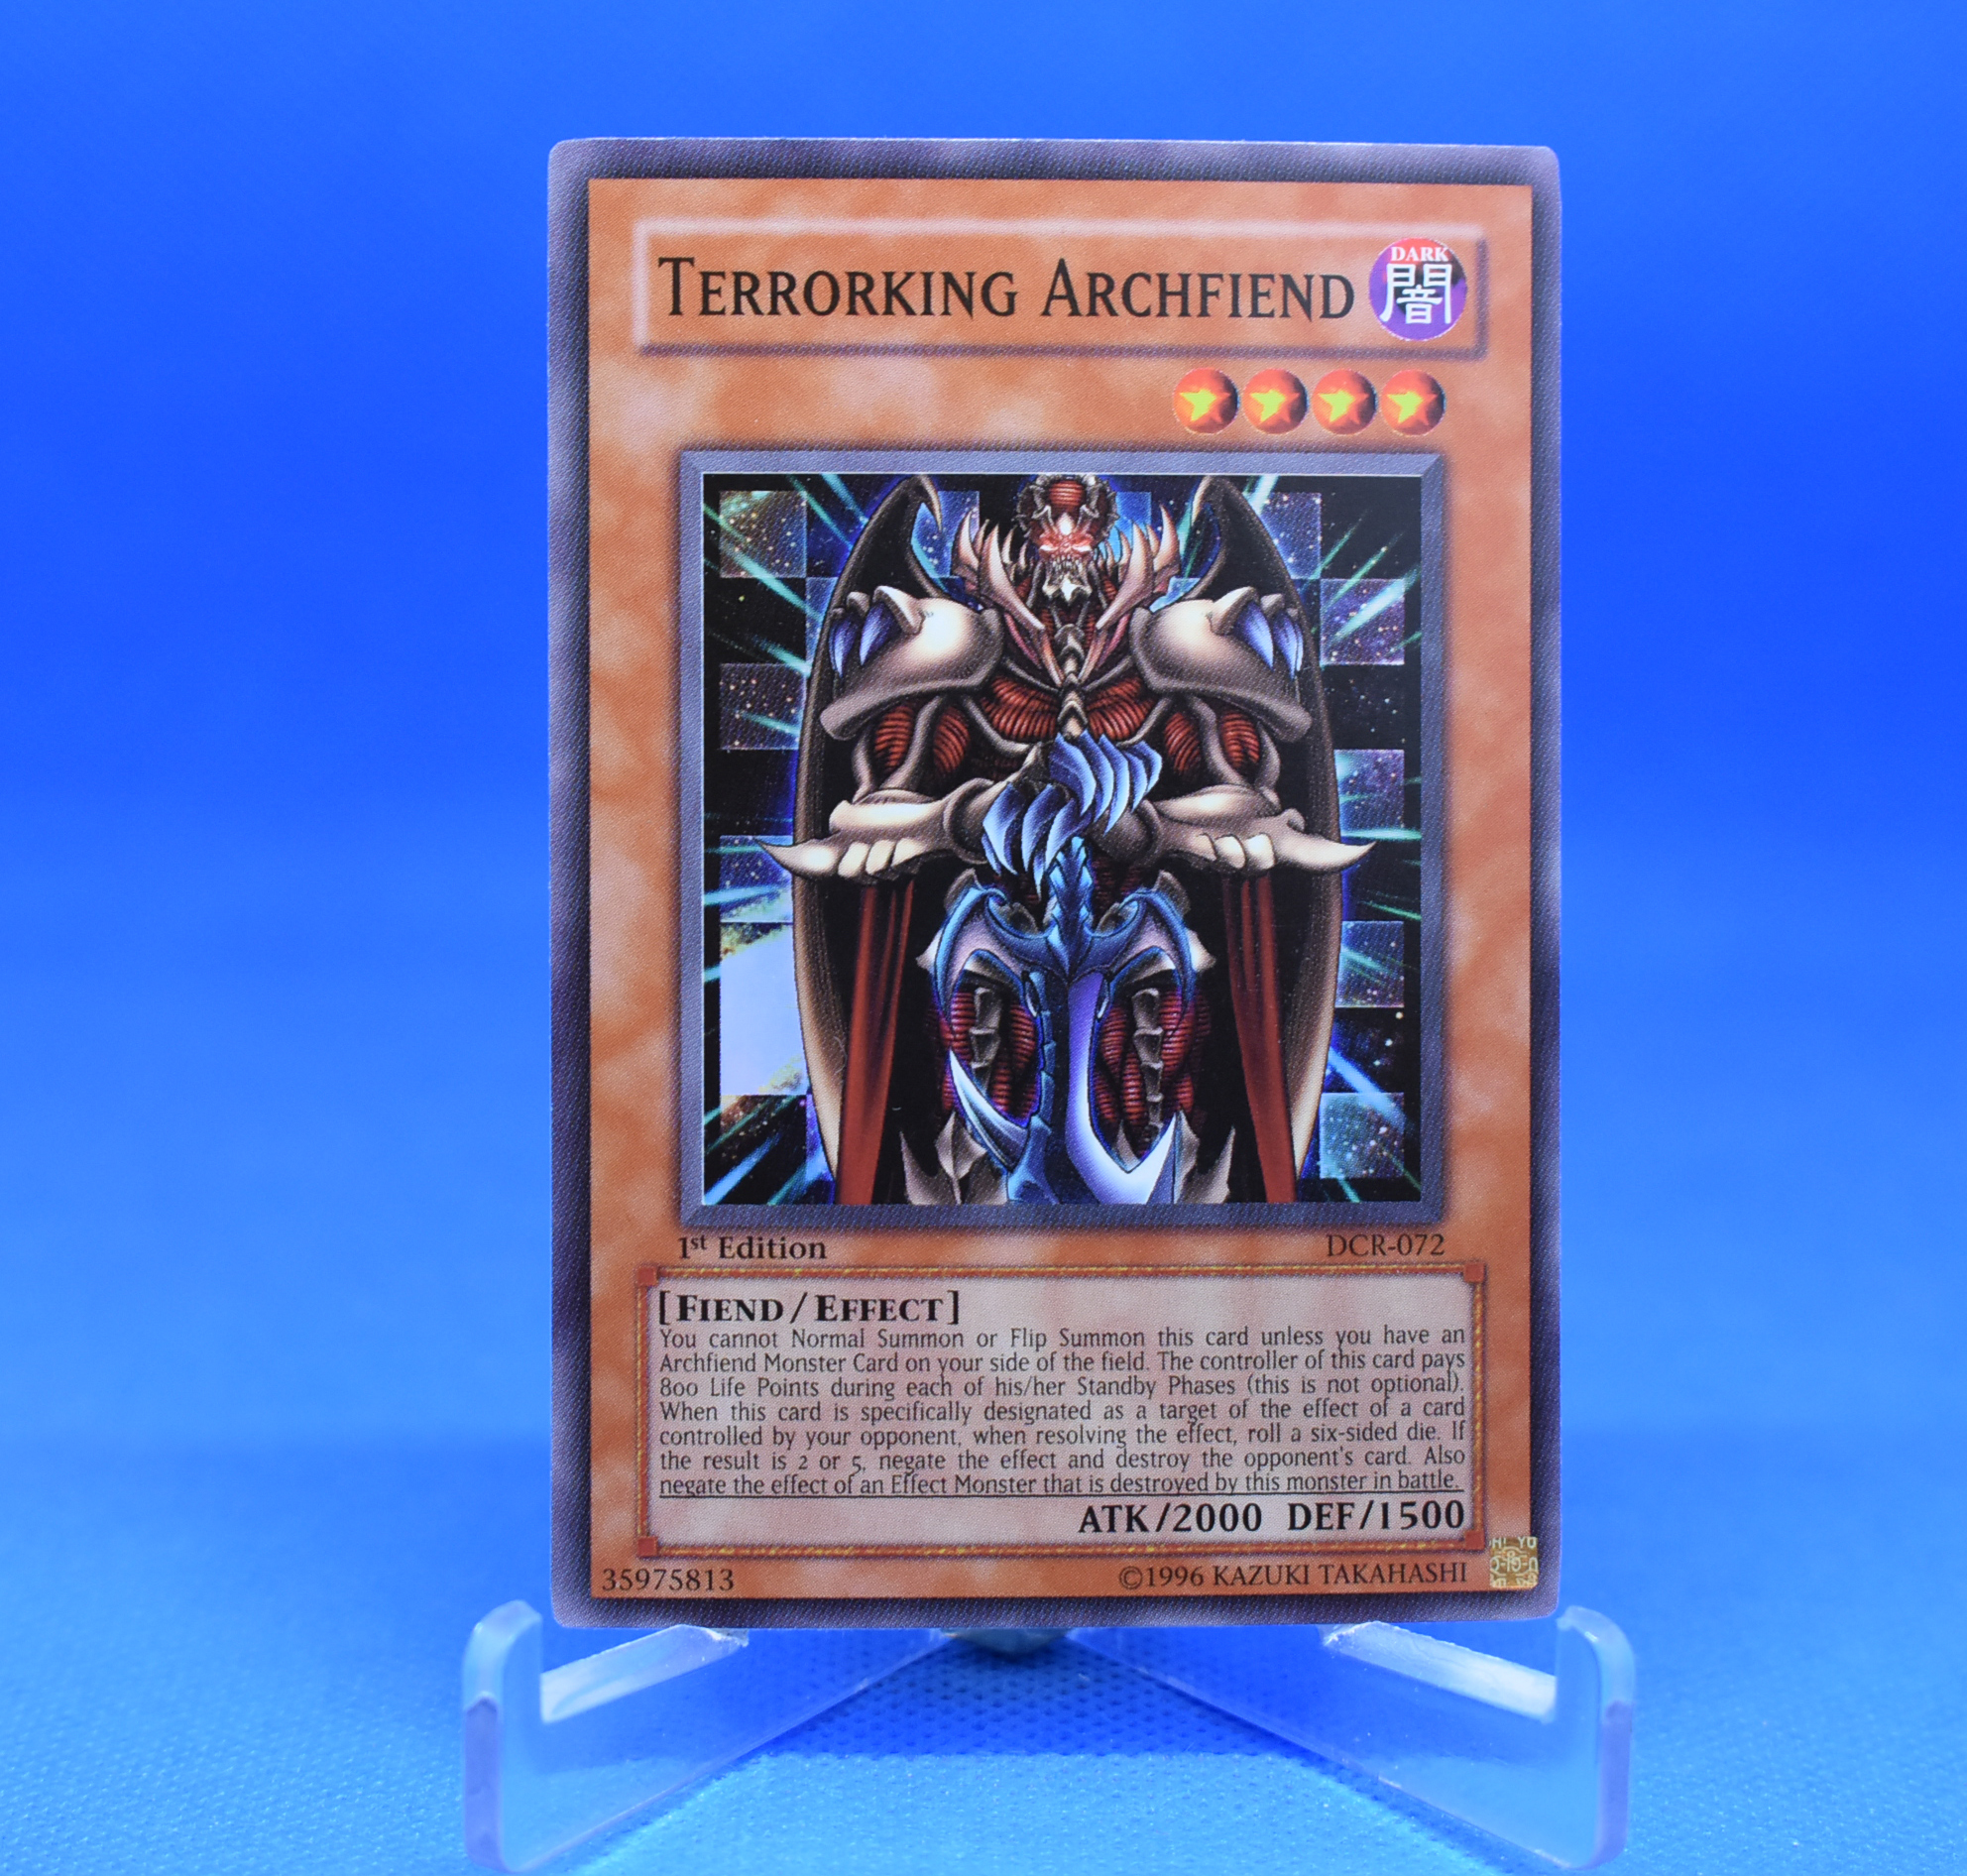 TERRORKING ARCHFIEND
DARK
闇
1st Edition
DCR-072
[FIEND/EFFECT]
You cannot Normal Summon or Flip Summon this card unless you have an
Archfiend Monster Card on your side of the field. The controller of this card pays
800 Life Points during each of his/her Standby Phases (this is not optional).
When this card is specifically designated as a target of the effect of a card
controlled by your opponent, when resolving the effect, roll a six-sided die. If
the result is 2 or 5, negate the effect and destroy the opponent's card. Also
negate the effect of an Effect Monster that is destroyed by this monster in battle.
ATK/2000 DEF/1500
35975813
©1996 KAZUKI TAKAHASHI